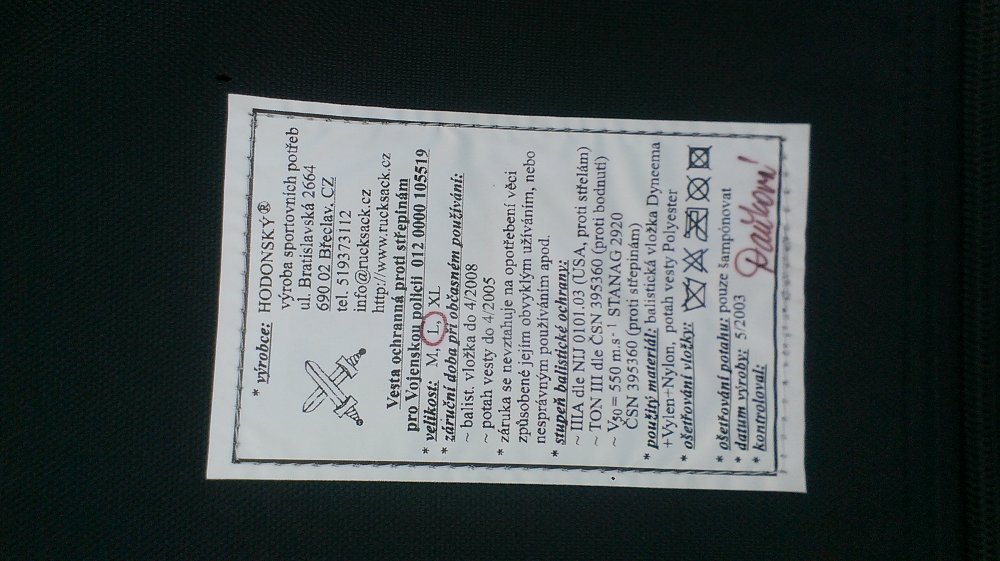 * výrobce: HODONSKÝ®
výroba sportovních potřeb
ul. Bratislavská 2664
690 02 Břeclav, CZ
tel. 519373112
info@rucksack.cz
http://www.rucksack.cz
Vesta ochranná proti střepinám
pro Vojenskou policii 012 0000 105519
* velikost: M, L, XL
* záruční doba při občasném používání:
~ balist. vložka do 4/2008
~ potah vesty do 4/2005
* záruka se nevztahuje na opotřebení věci
způsobené jejím obvyklým užíváním, nebo
nesprávným používáním apod.
* stupeň balistické ochrany:
~ IIIA dle NIJ 0101.03 (USA, proti střelám)
~ TON III dle ČSN 395360 (proti bodnutí)
~ V50 = 550 m.s-1 STANAG 2920
ČSN 395360 (proti střepinám)
* použitý materiál: balistická vložka Dyneema
+Vylen+Nylon, potah vesty Polyester
* ošetřování vložky:
* ošetřování potahu: pouze šampónovat
* datum výroby: 5/2003
* kontroloval: